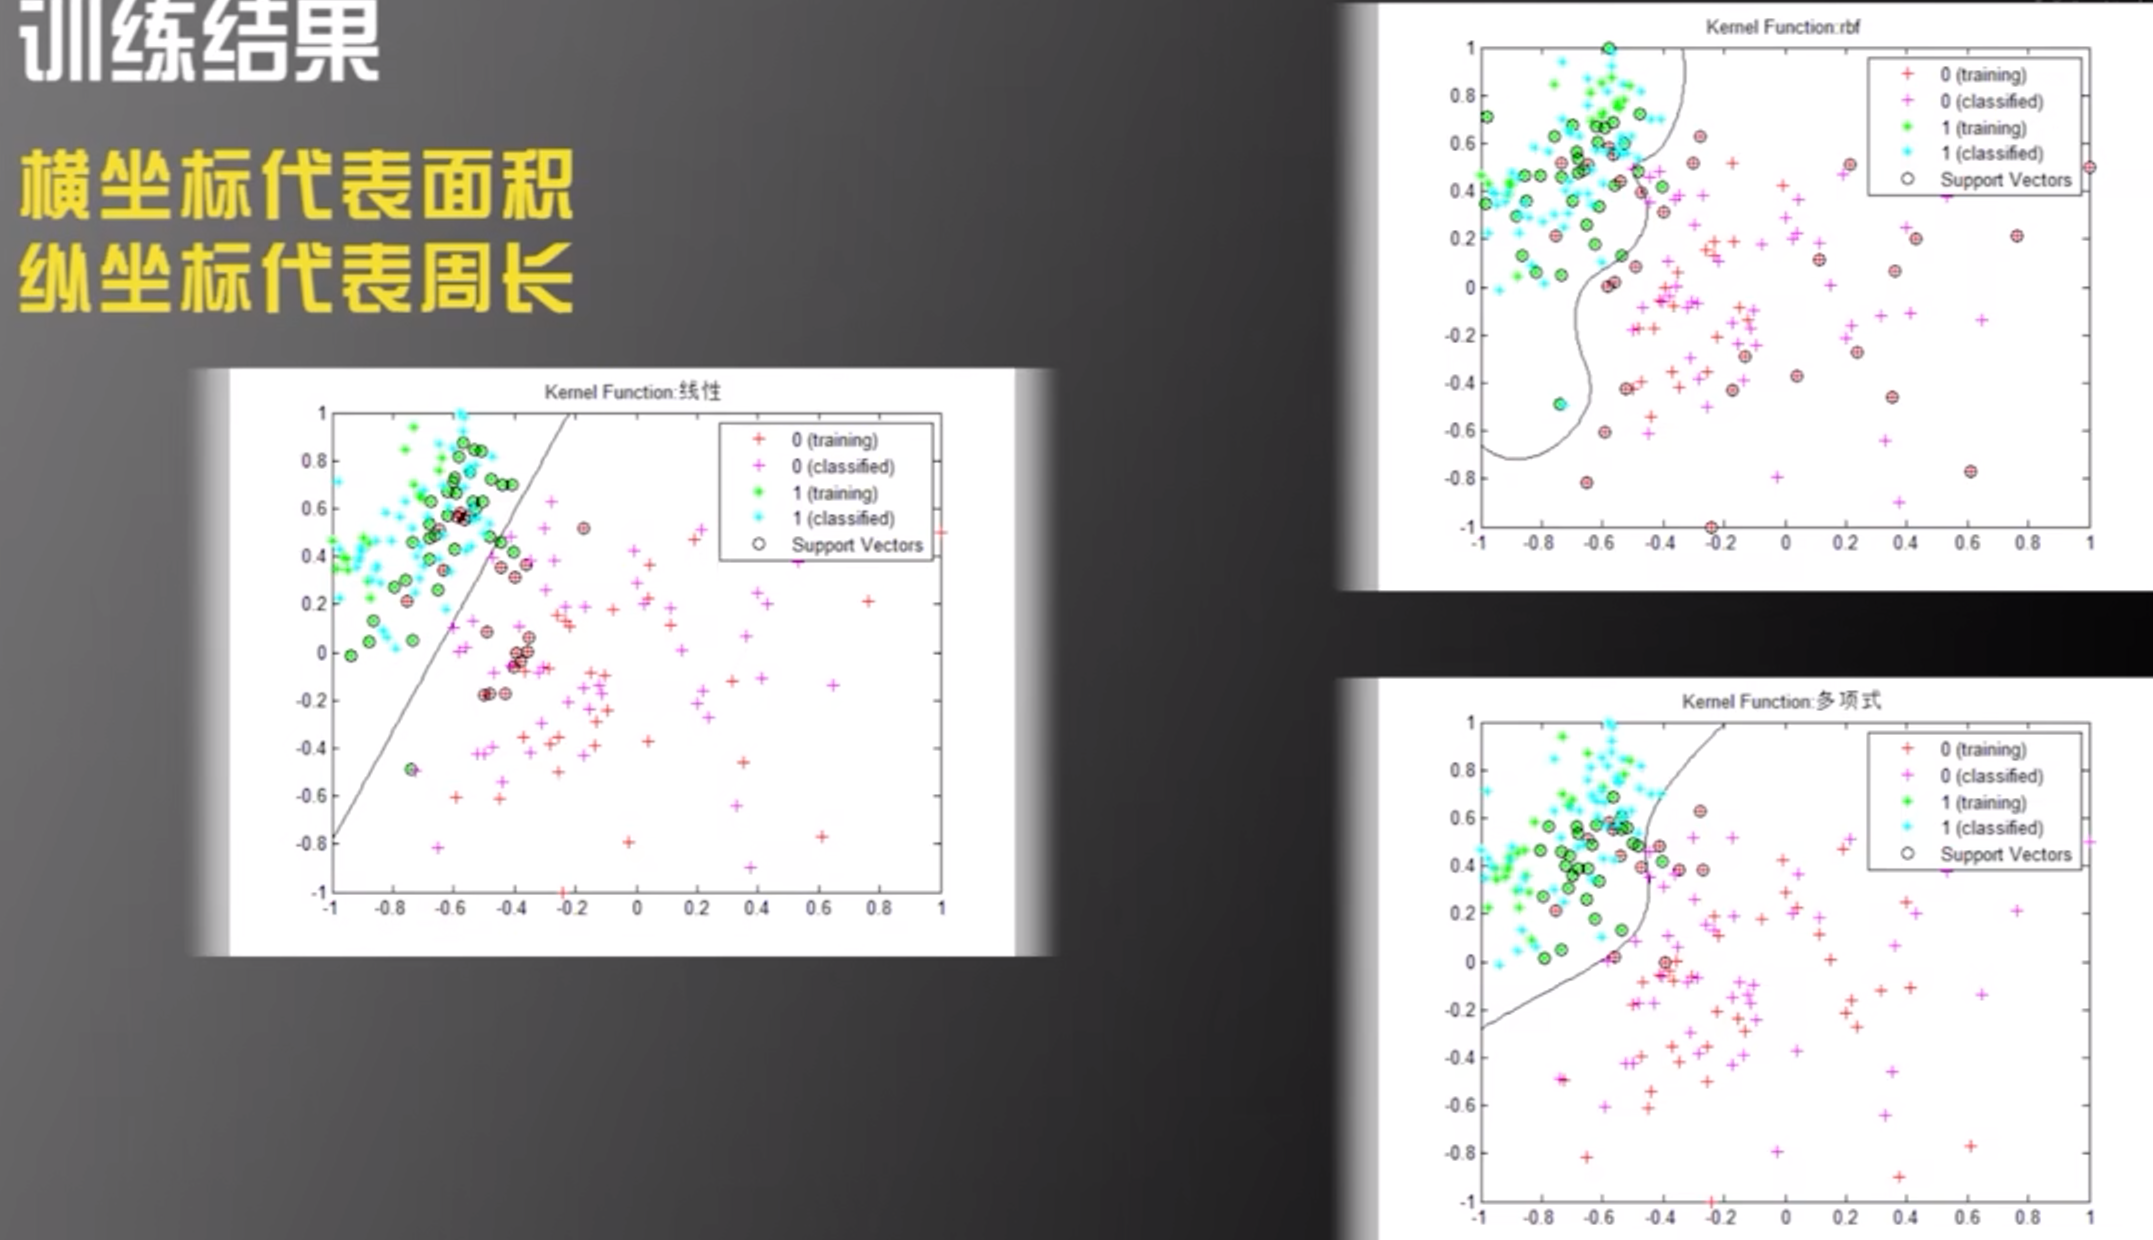 训练结果
横坐标代表面积
纵坐标代表周长
Kernel Function:线性
1
0.8
0.6
0.4
0.2
0
-0.2
-0.4
-0.6
-0.8
-1
-1 -0.8 -0.6 -0.4 -0.2 0 0.2 0.4 0.6 0.8 1
0 (training)
0 (classified)
1 (training)
1 (classified)
Support Vectors
Kernel Function:rbf
1
0.8
0.6
0.4
0.2
0
-0.2
-0.4
-0.6
-0.8
-1
-1 -0.8 -0.6 -0.4 -0.2 0 0.2 0.4 0.6 0.8 1
0 (training)
0 (classified)
1 (training)
1 (classified)
Support Vectors
Kernel Function:多项式
1
0.8
0.6
0.4
0.2
0
-0.2
-0.4
-0.6
-0.8
-1
-1 -0.8 -0.6 -0.4 -0.2 0 0.2 0.4 0.6 0.8 1
0 (training)
0 (classified)
1 (training)
1 (classified)
Support Vectors